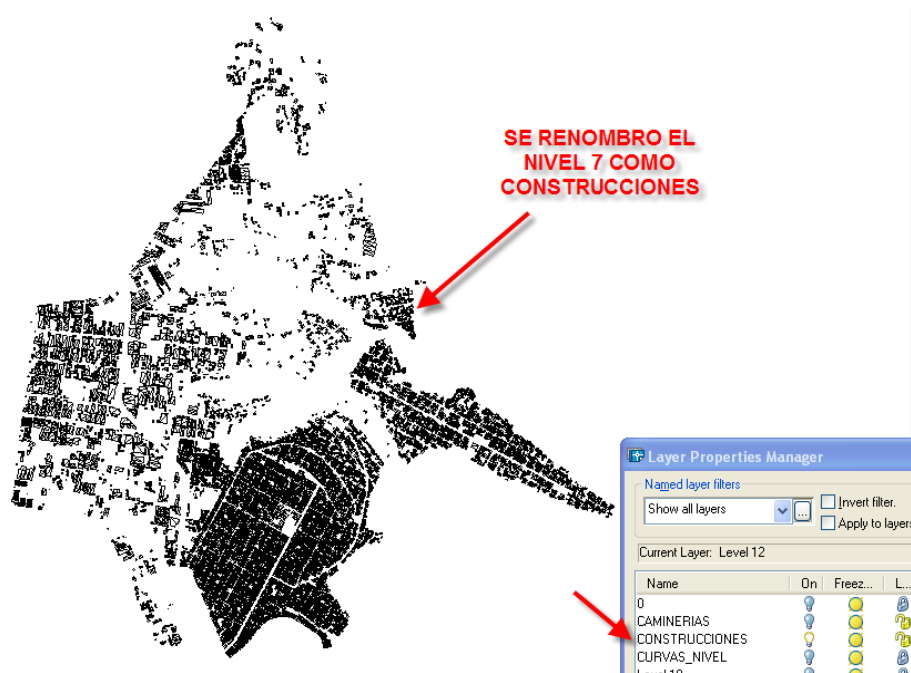 SE RENOMBRO EL
NIVEL 7 COMO
CONSTRUCCIONES
Layer Properties Manager
Named layer filters
Show all layers
...
Invert filter.
Apply to layers
Current Layer: Level 12
Name On Freez... L...
0
CAMINERIAS
CONSTRUCCIONES
CURVAS_NIVEL